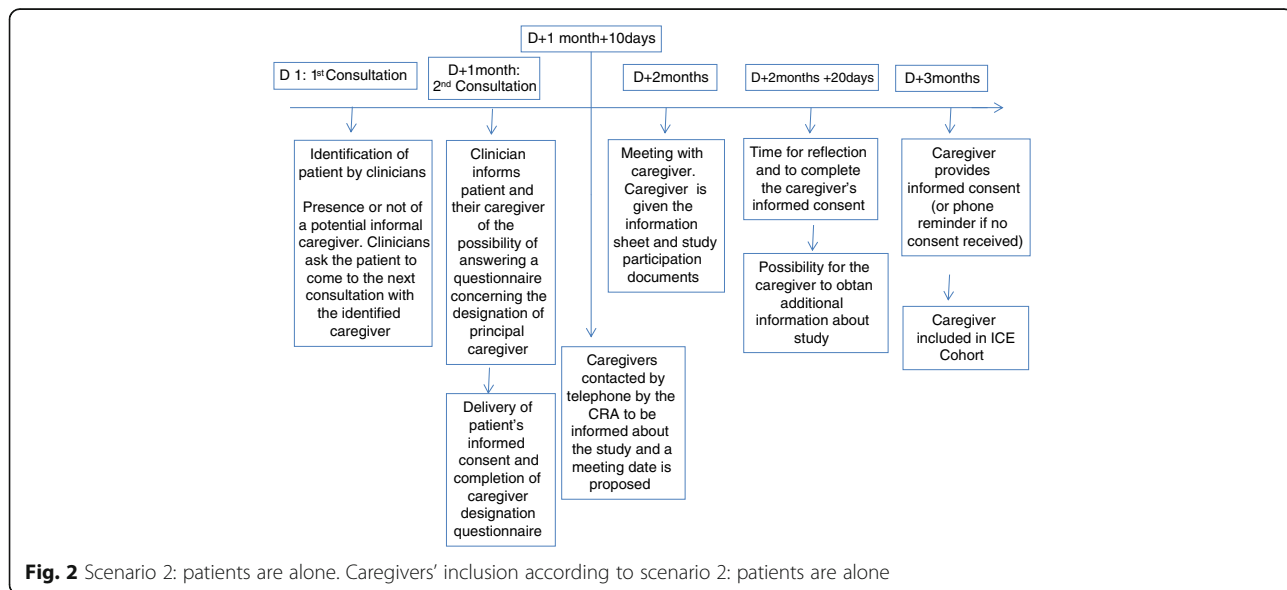 D+1 month+10days
D 1: 1st Consultation
D+1month:
2nd Consultation
D+2months
D+2months +20days
D+3months
Identification of
patient by clinicians
Presence or not of
a potential informal
caregiver. Clinicians
ask the patient to
come to the next
consultation with
the identified
caregiver
Clinician
informs
patient and
their caregiver
of the
possibility of
answering a
questionnaire
concerning the
designation of
principal
caregiver
Delivery of
patient's
informed
consent and
completion of
caregiver
designation
questionnaire
Caregivers
contacted by
telephone by the
CRA to be
informed about
the study and a
meeting date is
proposed
Meeting with
caregiver.
Caregiver is
given the
information
sheet and study
participation
documents
Time for reflection
and to complete
the caregiver's
informed consent
Possibility for the
caregiver to obtan
additional
information about
study
Caregiver
provides
informed consent
(or phone
reminder if no
consent received)
Caregiver
included in ICE
Cohort
Fig. 2 Scenario 2: patients are alone. Caregivers' inclusion according to scenario 2: patients are alone